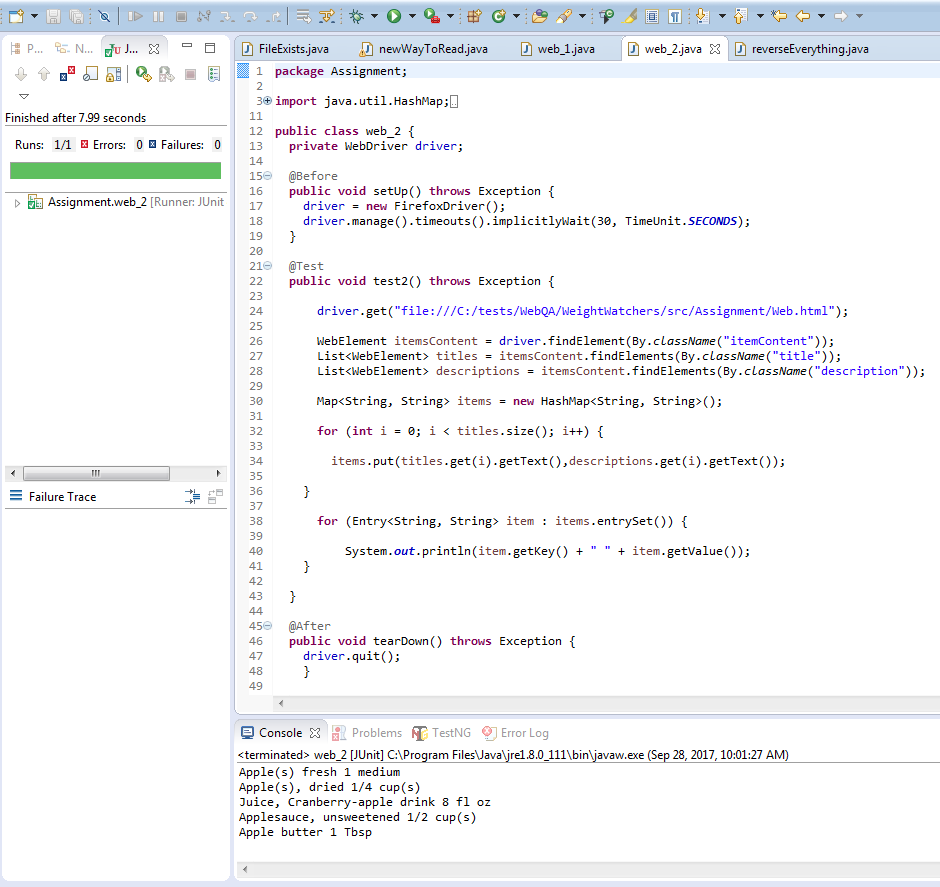 P...
N...
J...
Finished after 7.99 seconds
Runs: 1/1 Errors: 0 Failures: 0
Assignment.web_2 [Runner: JUnit
Failure Trace
FileExists.java newWayToRead.java web_1.java web_2.java reverseEverything.java
1 package Assignment;
2
3 import java.util.HashMap;
11
12 public class web_2 {
13 private WebDriver driver;
14
15 @Before
16 public void setUp() throws Exception {
17 driver = new FirefoxDriver();
18 driver.manage().timeouts().implicitlyWait(30, TimeUnit.SECONDS);
19 }
20
21 @Test
22 public void test2() throws Exception {
23
24 driver.get("file:///C:/tests/WebQA/WeightWatchers/src/Assignment/Web.html");
25
26 WebElement itemsContent = driver.findElement(By.className("itemContent"));
27 List<WebElement> titles = itemsContent.findElements(By.className("title"));
28 List<WebElement> descriptions = itemsContent.findElements(By.className("description"));
29
30 Map<String, String> items = new HashMap<String, String>();
31
32 for (int i = 0; i < titles.size(); i++) {
33
34 items.put(titles.get(i).getText(),descriptions.get(i).getText());
35
36 }
37
38 for (Entry<String, String> item : items.entrySet()) {
39
40 System.out.println(item.getKey() + " " + item.getValue());
41 }
42
43 }
44
45 @After
46 public void tearDown() throws Exception {
47 driver.quit();
48 }
49
Console Problems TestNG Error Log
<terminated> web_2 [JUnit] C:\Program Files\Java\jre1.8.0_111\bin\javaw.exe (Sep 28, 2017, 10:01:27 AM)
Apple(s) fresh 1 medium
Apple(s), dried 1/4 cup(s)
Juice, Cranberry-apple drink 8 fl oz
Applesauce, unsweetened 1/2 cup(s)
Apple butter 1 Tbsp